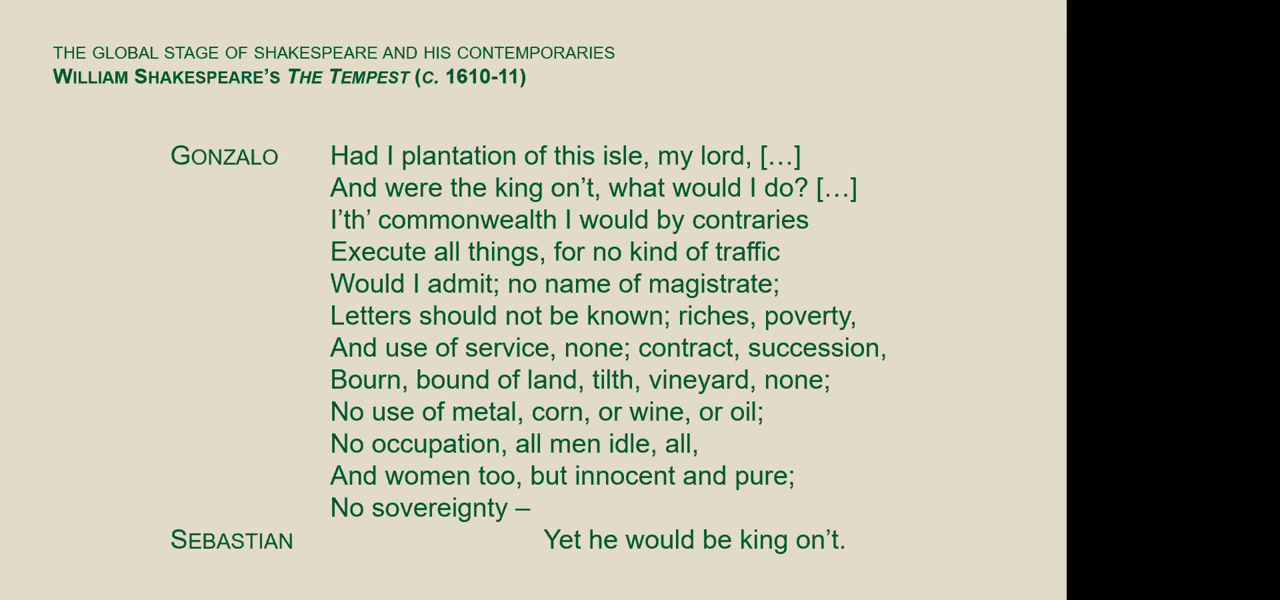 THE GLOBAL STAGE OF SHAKESPEARE AND HIS CONTEMPORARIES
WILLIAM SHAKESPEARE’S THE TEMPEST (C. 1610-11)
GONZALO Had I plantation of this isle, my lord, […]
And were the king on’t, what would I do? […]
I’th’ commonwealth I would by contraries
Execute all things, for no kind of traffic
Would I admit; no name of magistrate;
Letters should not be known; riches, poverty,
And use of service, none; contract, succession,
Bourn, bound of land, tilth, vineyard, none;
No use of metal, corn, or wine, or oil;
No occupation, all men idle, all,
And women too, but innocent and pure;
No sovereignty –
SEBASTIAN Yet he would be king on’t.